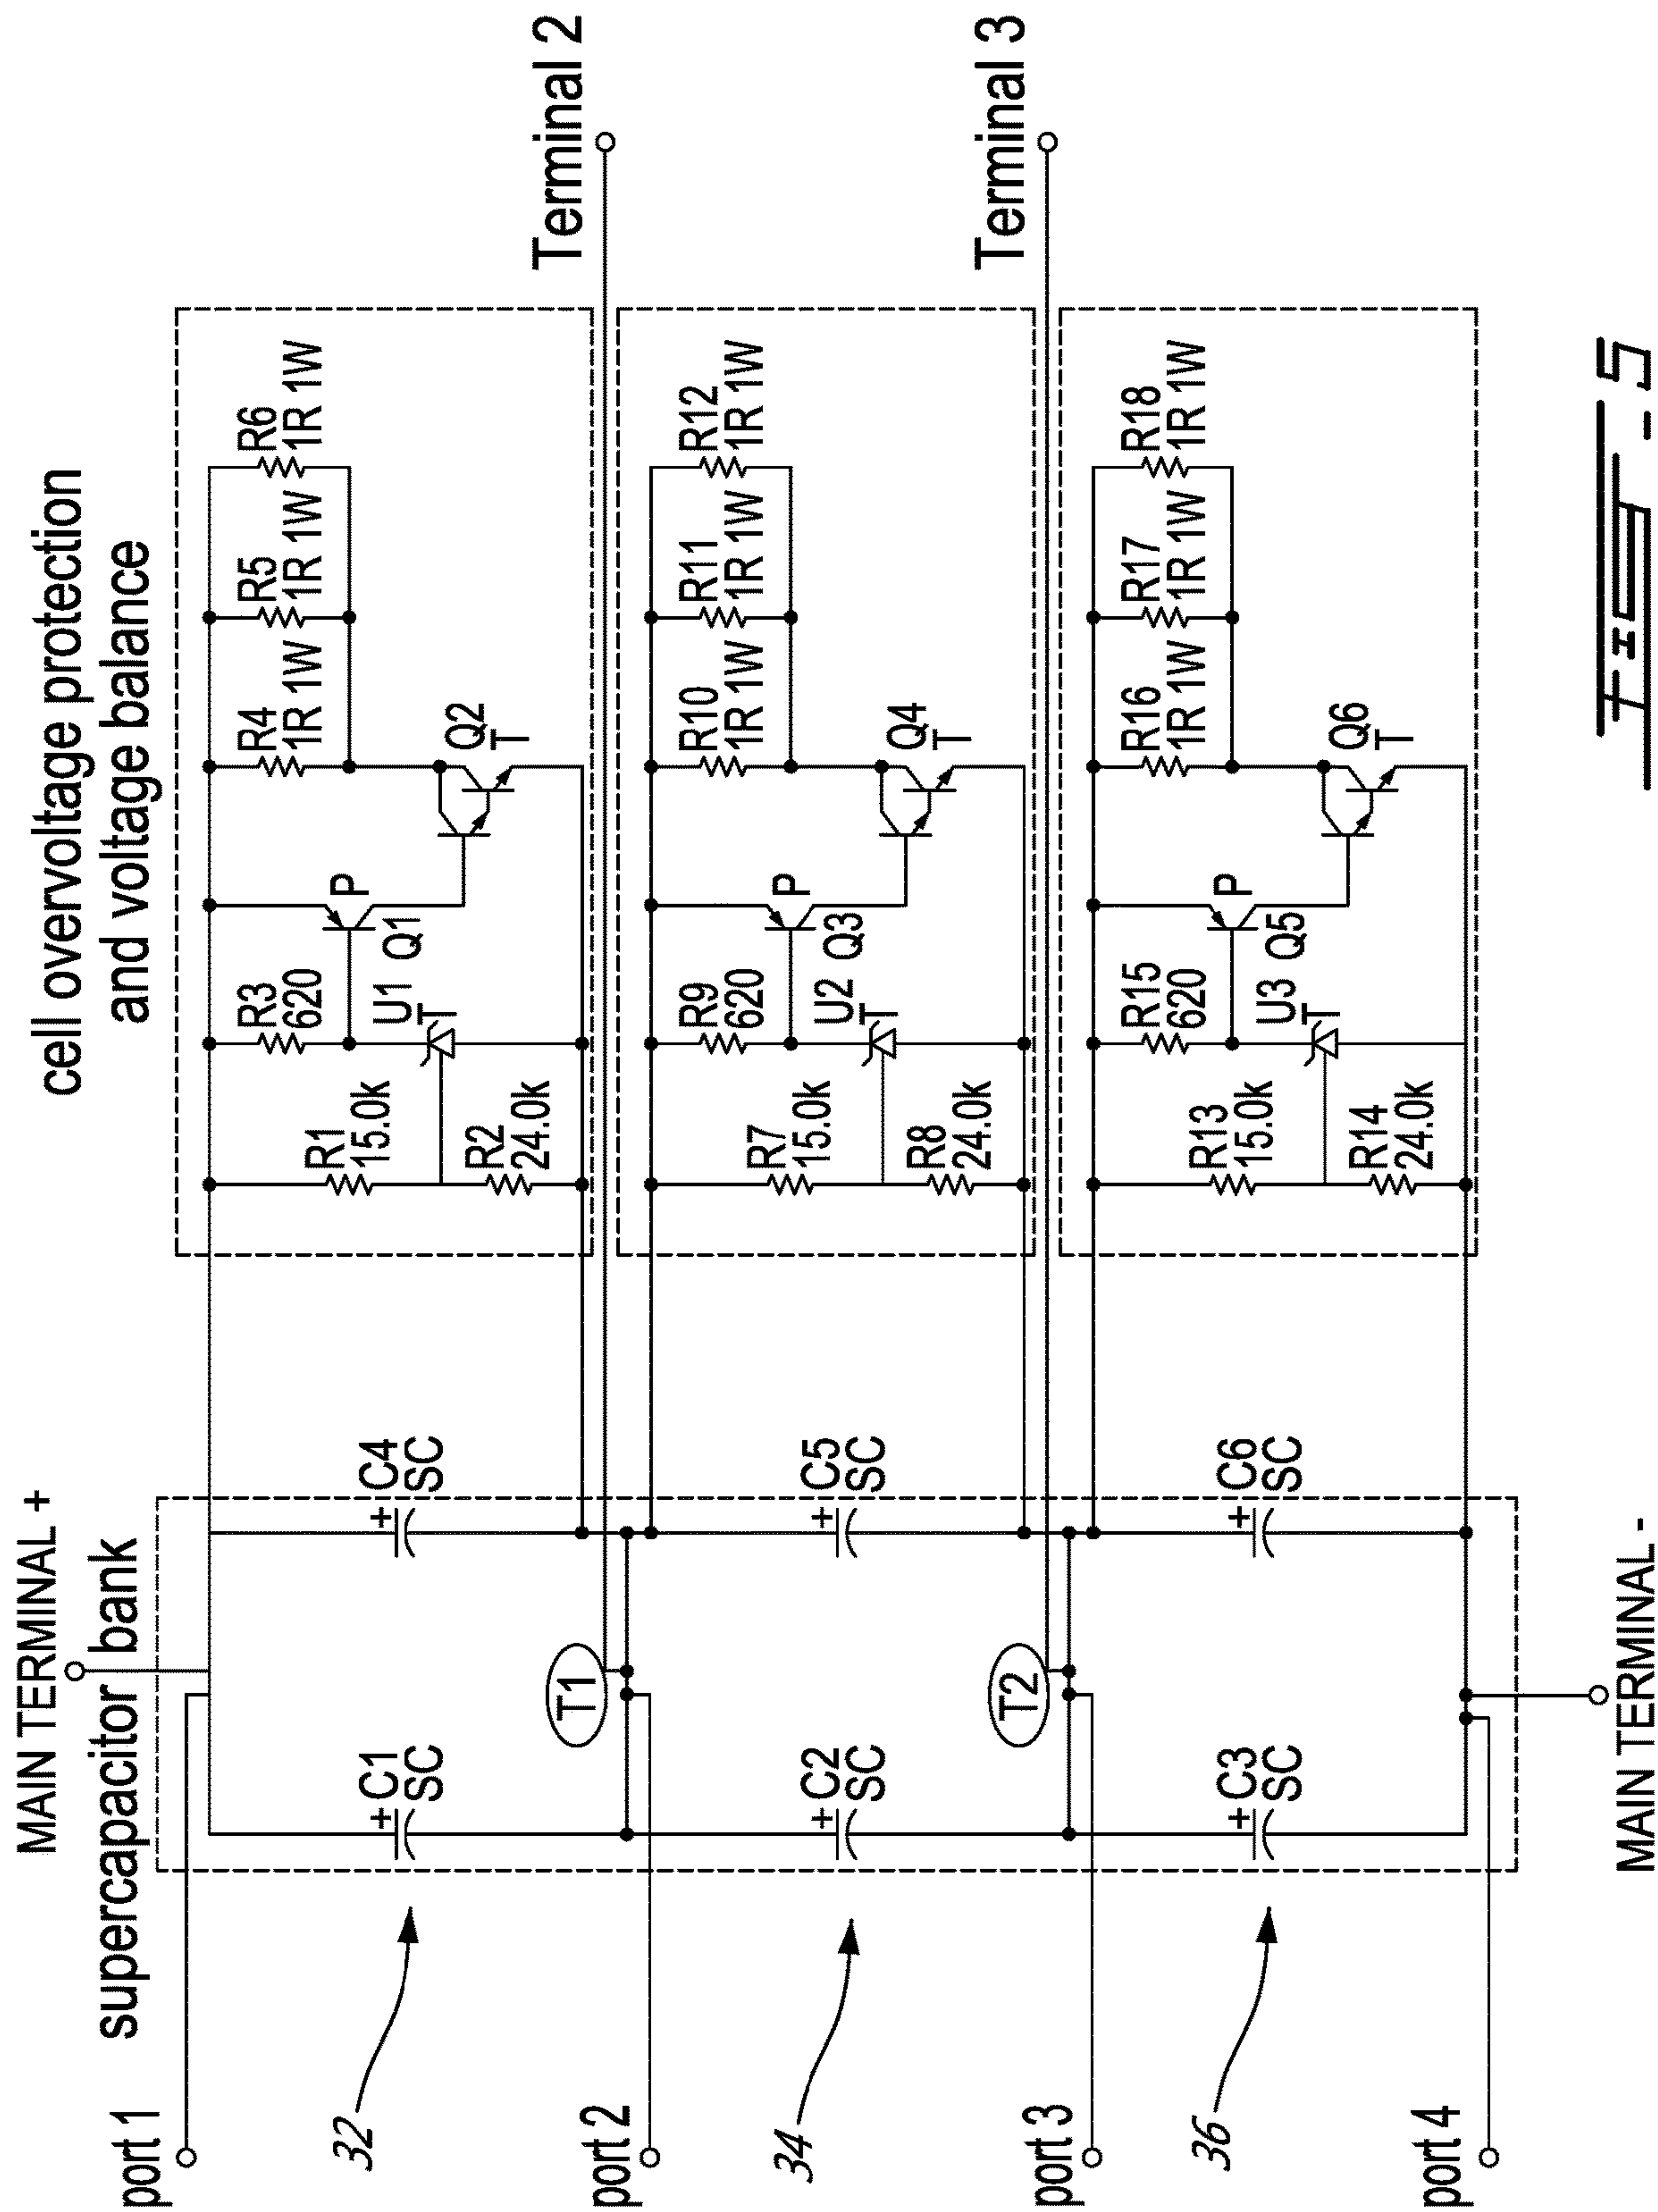 cell overvoltage protection
and voltage balance
MAIN TERMINAL +
supercapacitor bank
port 1
32
C1
SC
+
C4
SC
+
R1
15.0k
R2
24.0k
R3
620
U1
T
Q1
P
Q2
T
R4
1R 1W
R5
1R 1W
R6
1R 1W
T1
Terminal 2
port 2
34
C2
SC
+
C5
SC
+
R7
15.0k
R8
24.0k
R9
620
U2
T
Q3
P
Q4
T
R10
1R 1W
R11
1R 1W
R12
1R 1W
T2
Terminal 3
port 3
36
C3
SC
+
C6
SC
+
R13
15.0k
R14
24.0k
R15
620
U3
T
Q5
P
Q6
T
R16
1R 1W
R17
1R 1W
R18
1R 1W
port 4
MAIN TERMINAL -
FIG - 5